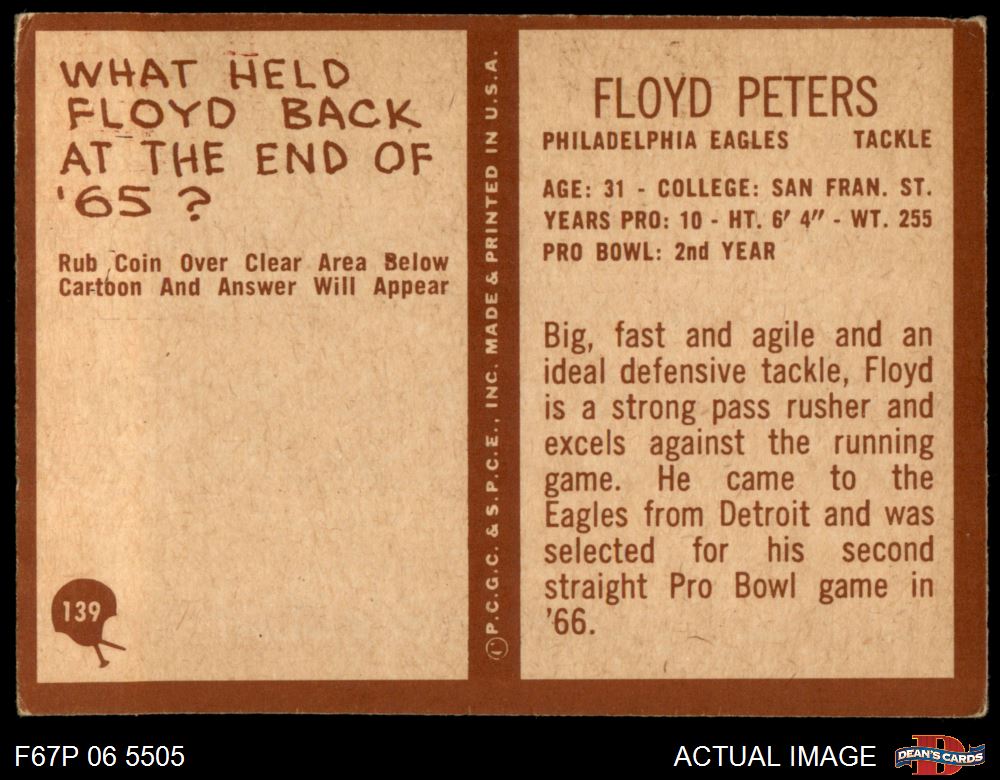 WHAT HELD
FLOYD BACK
AT THE END OF
'65 ?
Rub Coin Over Clear Area Below
Cartoon And Answer Will Appear
139
P.C.G.C. & S.P.C.E., INC. MADE & PRINTED IN U.S.A.
FLOYD PETERS
PHILADELPHIA EAGLES TACKLE
AGE: 31 - COLLEGE: SAN FRAN. ST.
YEARS PRO: 10 - HT. 6' 4" - WT. 255
PRO BOWL: 2nd YEAR
Big, fast and agile and an
ideal defensive tackle, Floyd
is a strong pass rusher and
excels against the running
game. He came to the
Eagles from Detroit and was
selected for his second
straight Pro Bowl game in
'66.
F67P 06 5505
ACTUAL IMAGE
D
DEAN'S CARDS